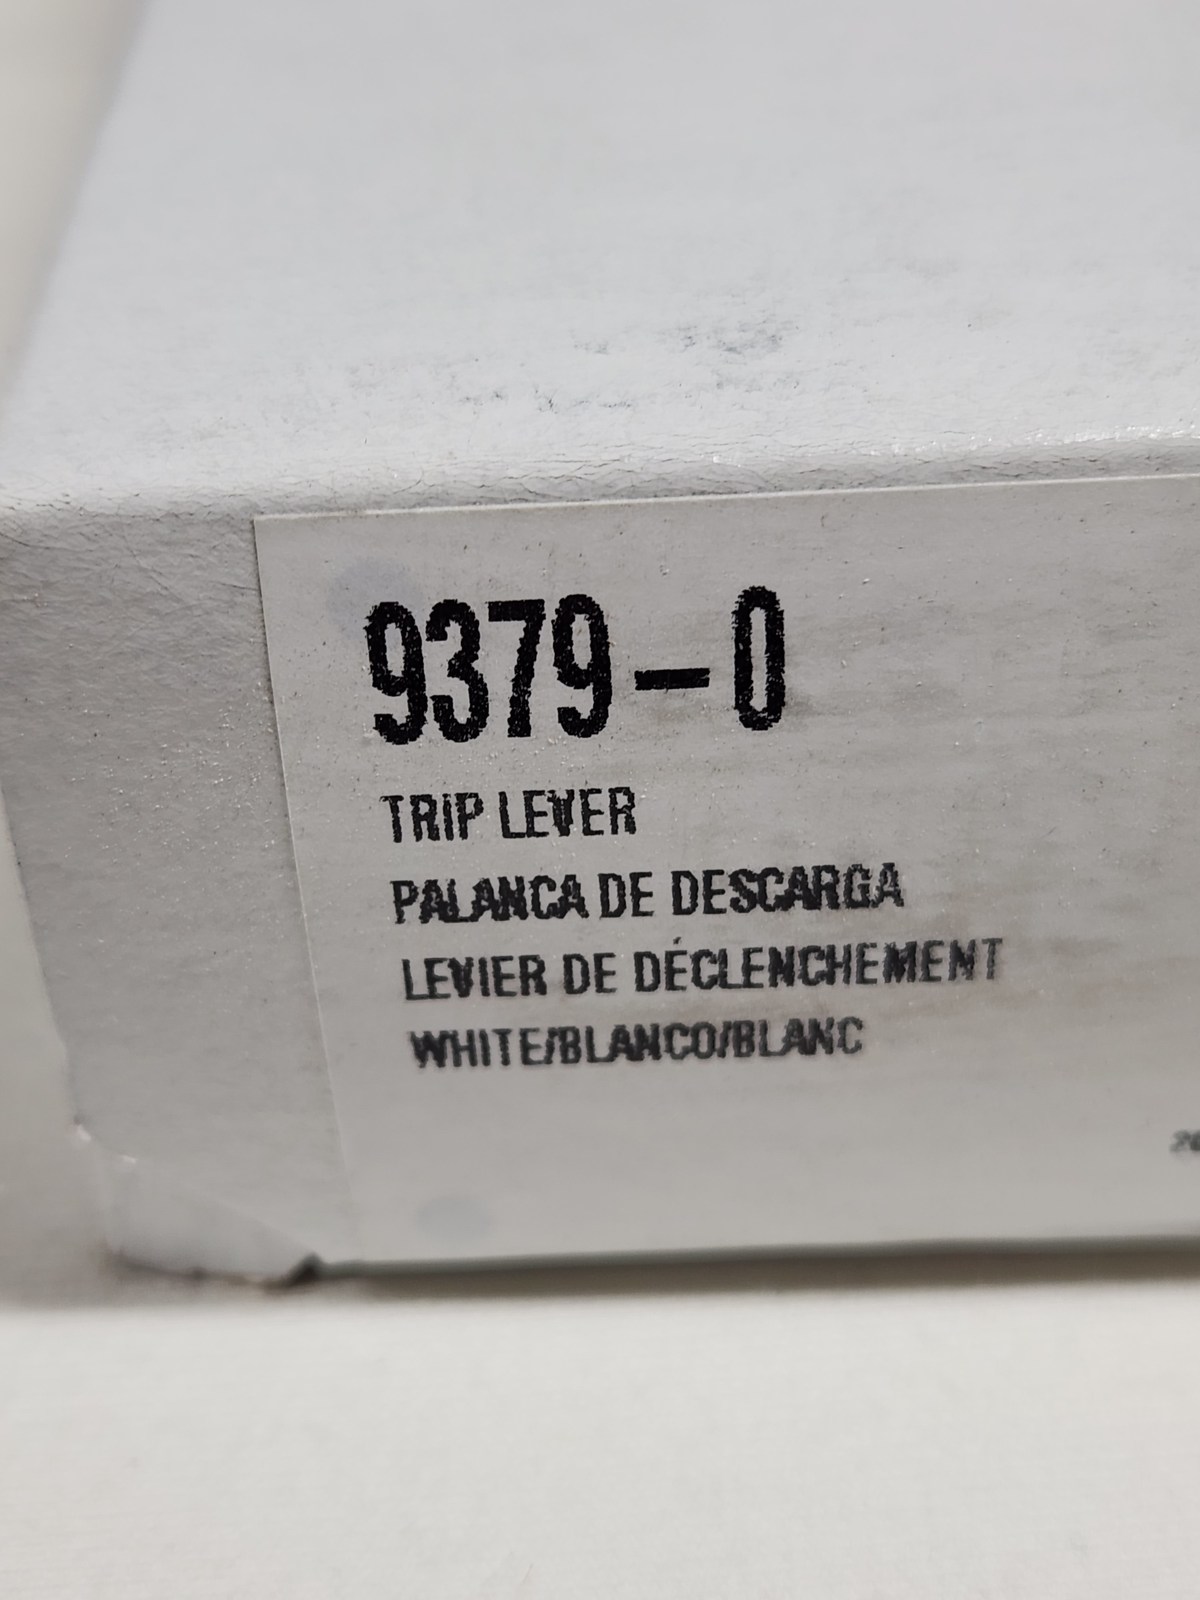 9379-0
TRIP LEVER
PALANCA DE DESCARGA
LEVIER DE DÉCLENCHEMENT
WHITE/BLANCO/BLANC